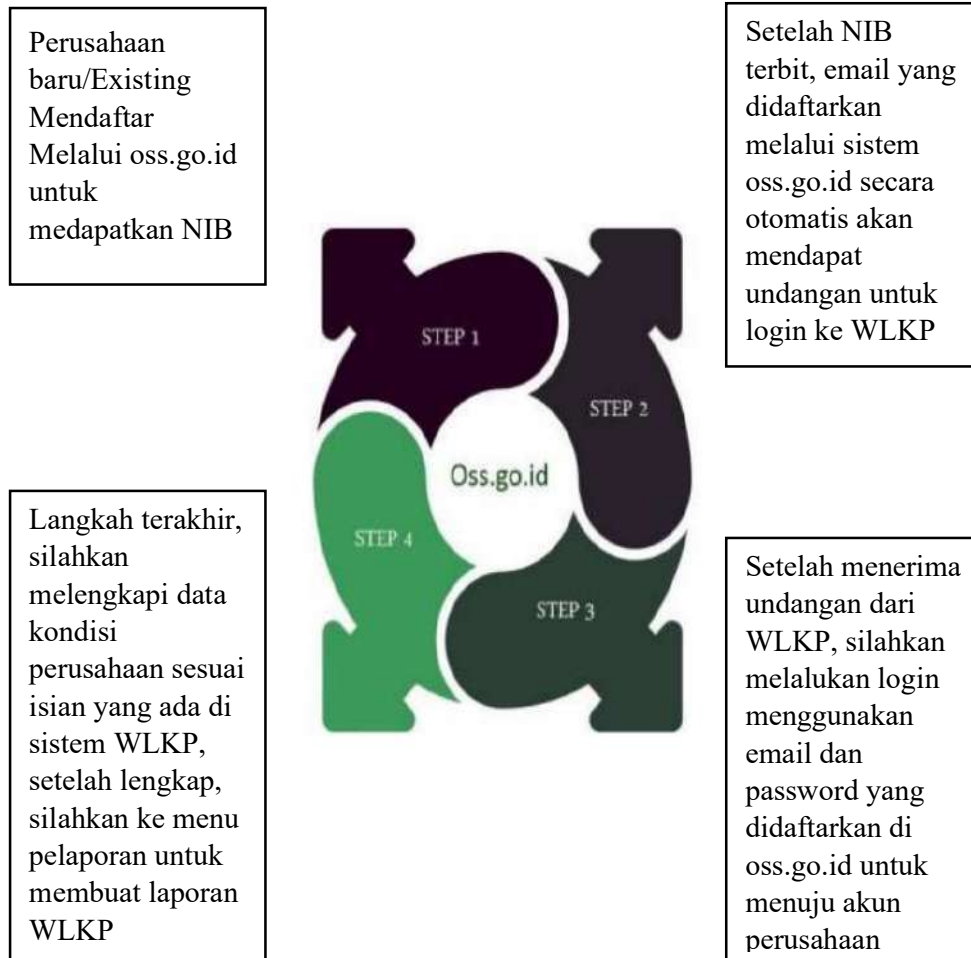 Perusahaan
baru/Existing
Mendaftar
Melalui oss.go.id
untuk
medapatkan NIB
Setelah NIB
terbit, email yang
didaftarkan
melalui sistem
oss.go.id secara
otomatis akan
mendapat
undangan untuk
login ke WLKP
STEP 1
STEP 2
Oss.go.id
STEP 4
STEP 3
Langkah terakhir,
silahkan
melengkapi data
kondisi
perusahaan sesuai
isian yang ada di
sistem WLKP,
setelah lengkap,
silahkan ke menu
pelaporan untuk
membuat laporan
WLKP
Setelah menerima
undangan dari
WLKP, silahkan
melalukan login
menggunakan
email dan
password yang
didaftarkan di
oss.go.id untuk
menuju akun
perusahaan